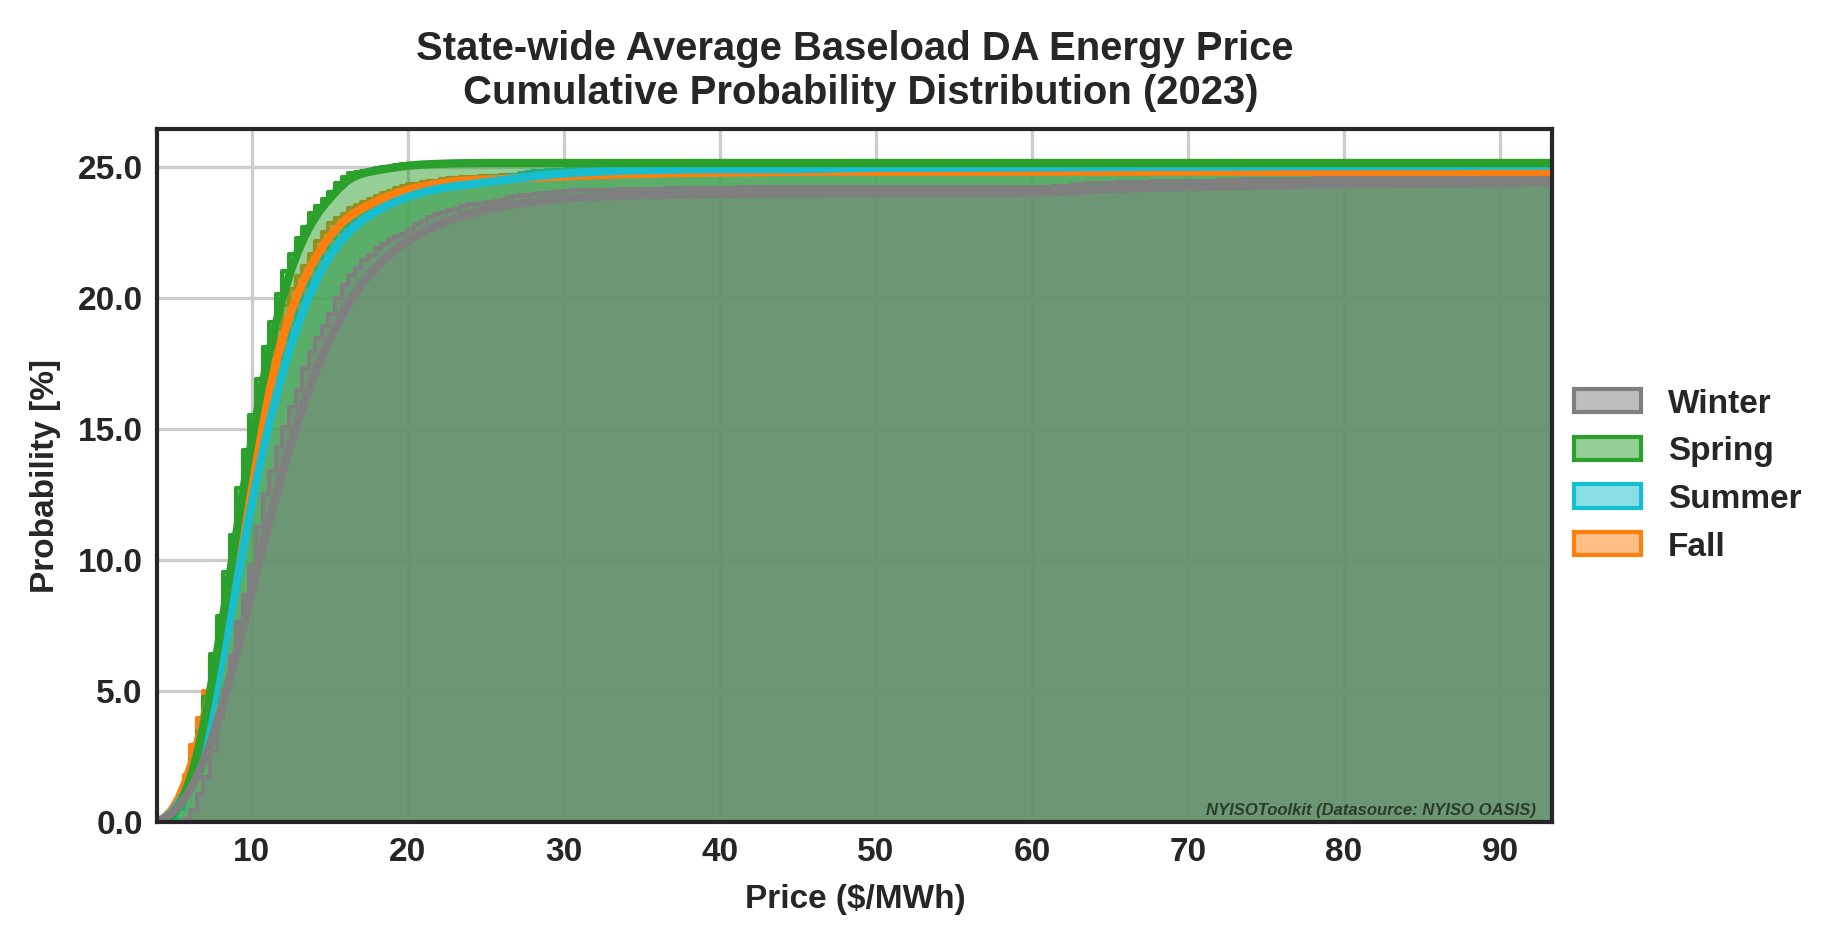 State-wide Average Baseload DA Energy Price
Cumulative Probability Distribution (2023)
Probability [%]
25.0
20.0
15.0
10.0
5.0
0.0
10 20 30 40 50 60 70 80 90
Price ($/MWh)
Winter
Spring
Summer
Fall
NYISOToolkit (Datasource: NYISO OASIS)